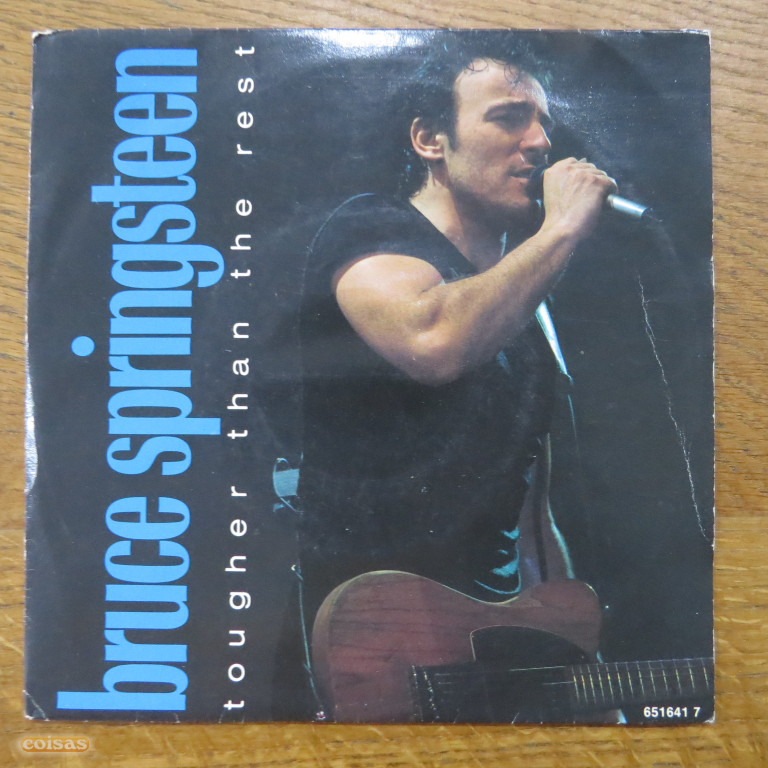 bruce springsteen
tougher than the rest
651641 7
coisas